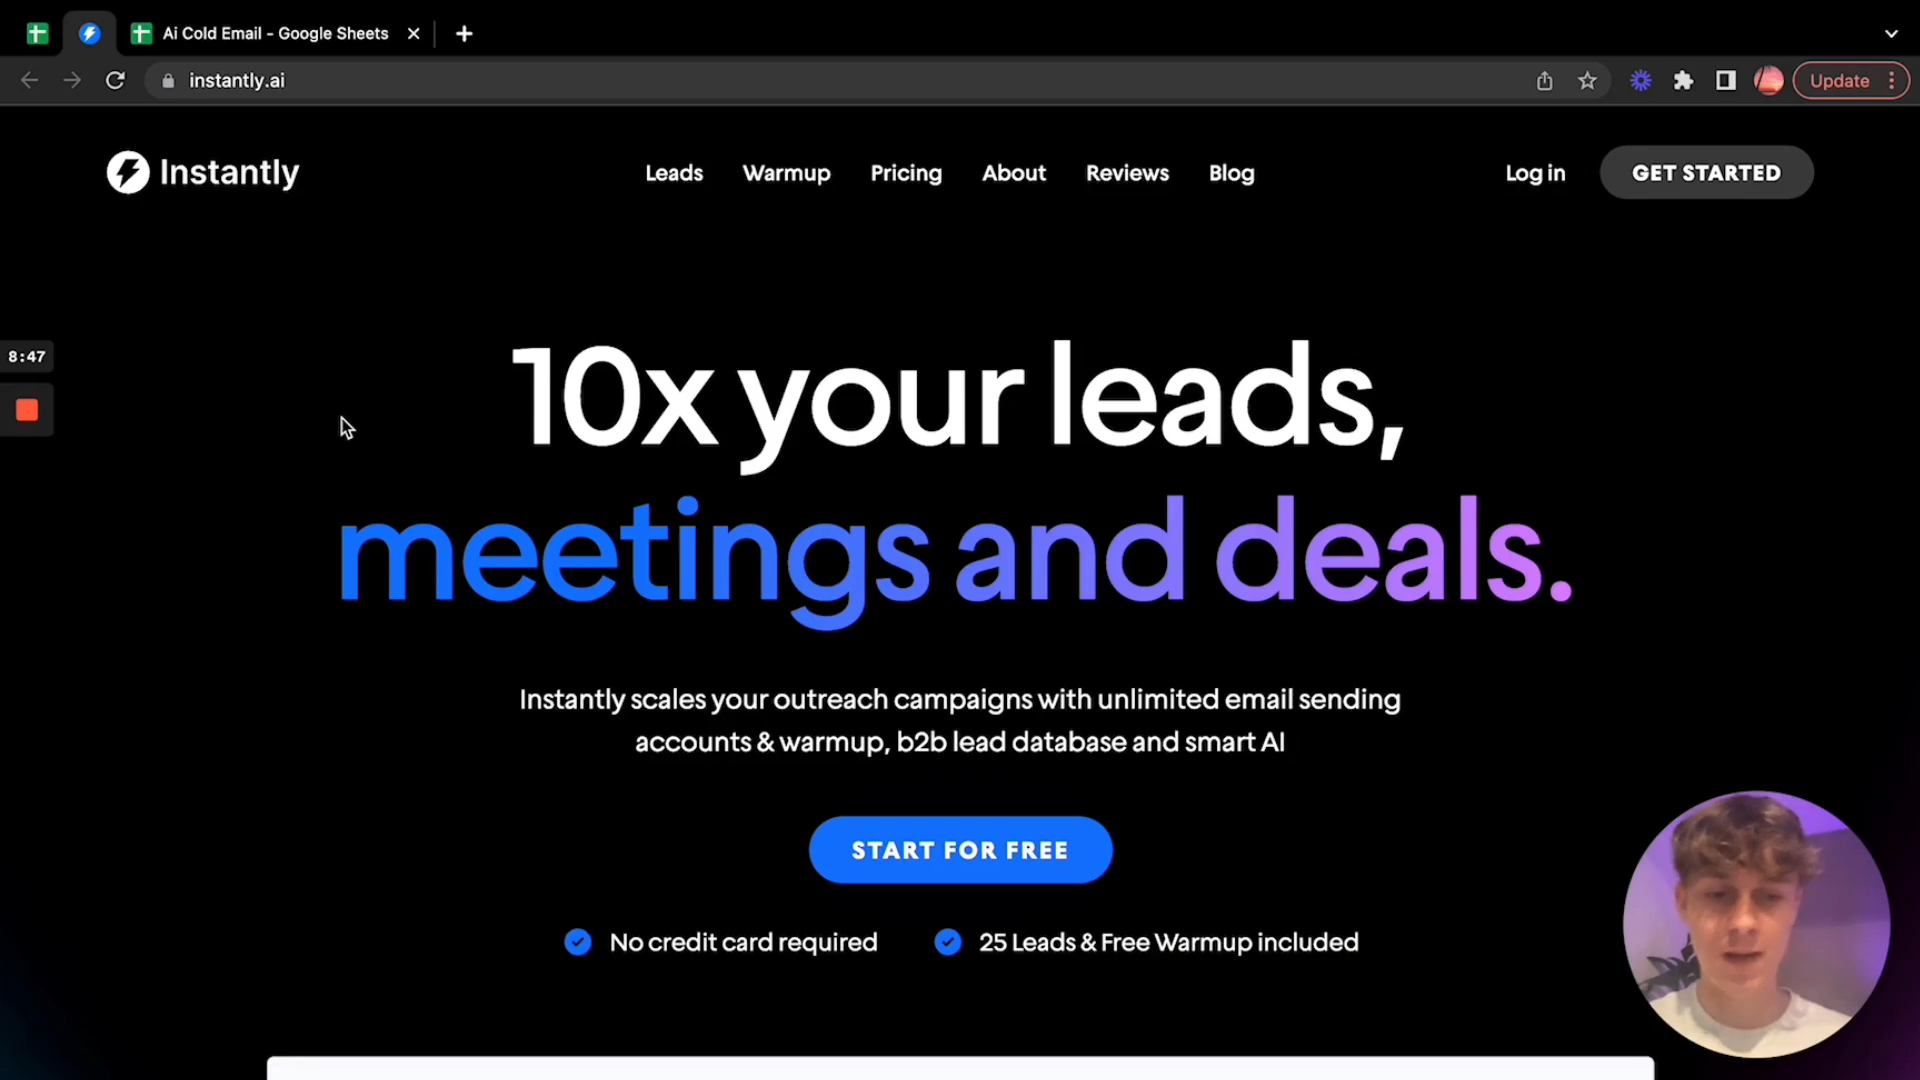 Ai Cold Email - Google Sheets
instantly.ai
Update
Instantly
Leads
Warmup
Pricing
About
Reviews
Blog
Log in
GET STARTED
8:47
10x your leads,
meetings and deals.
Instantly scales your outreach campaigns with unlimited email sending
accounts & warmup, b2b lead database and smart AI
START FOR FREE
No credit card required
25 Leads & Free Warmup included